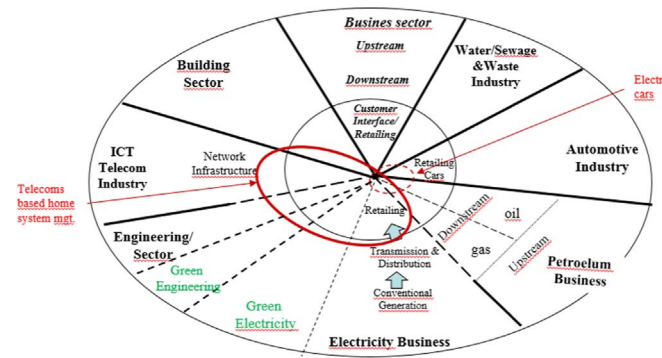 Busines sector
Upstream
Downstream
Customer
Interface/
Retailing
Building
Sector
Water/Sewage
&Waste
Industry
cars
ICT
Telecom
Industry
Network
Infrastructure
Retailing
Cars
Automotive
Industry
Telecoms
based home
system mgt.
Retailing
Downstream
oil
gas
Upstream
Petroelum
Business
Engineering/
Sector
Green
Engineering
Green
Electricity
Transmission &
Distribution
Conventional
Generation
Electricity Business